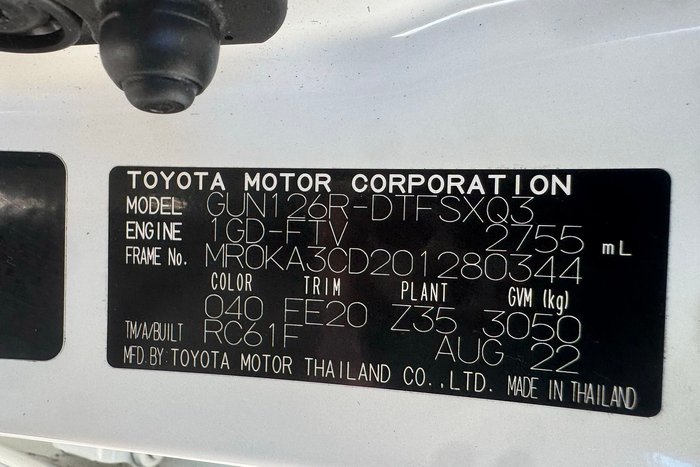 TOYOTA MOTOR CORPORATION
MODEL GUN126R-DTFSXQ3
ENGINE 1GD-FTV 2755 mL
FRAME No. MR0KA3CD201280344
COLOR TRIM PLANT GVM (kg)
040 FE20 Z35 3050
TM/A/BUILT RC61F AUG 22
MFD.BY: TOYOTA MOTOR THAILAND CO.,LTD. MADE IN THAILAND